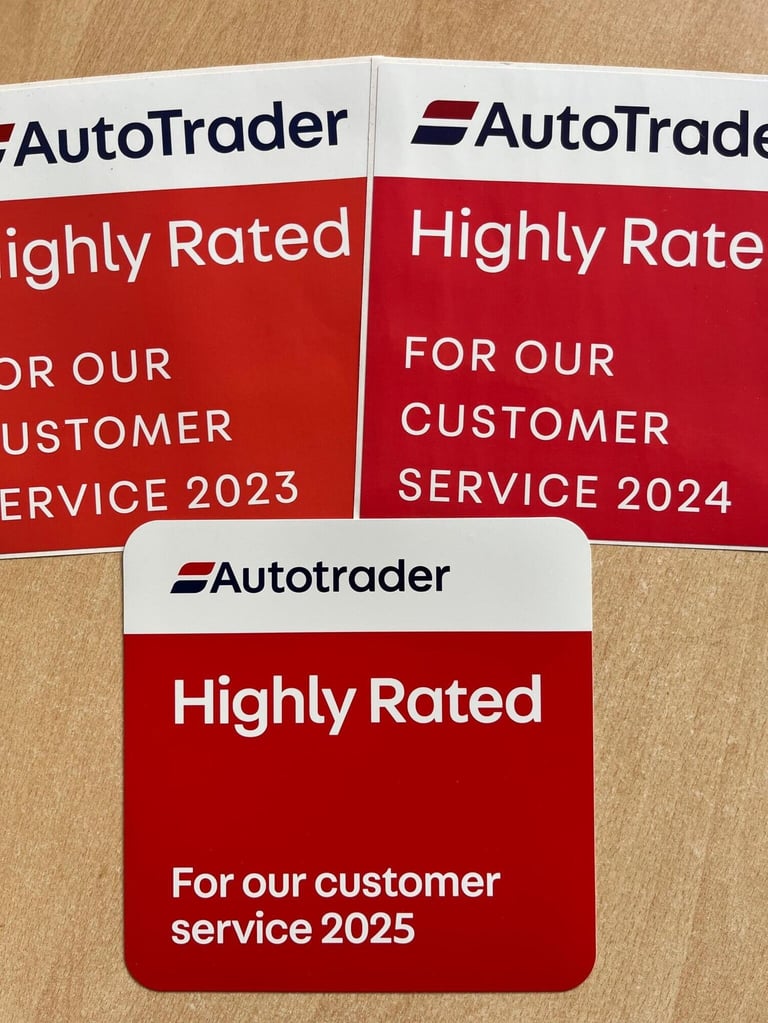 AutoTrader
ighly Rated
OR OUR
USTOMER
ERVICE 2023
AutoTrade
Highly Rate
FOR OUR
CUSTOMER
SERVICE 2024
Autotrader
Highly Rated
For our customer
service 2025